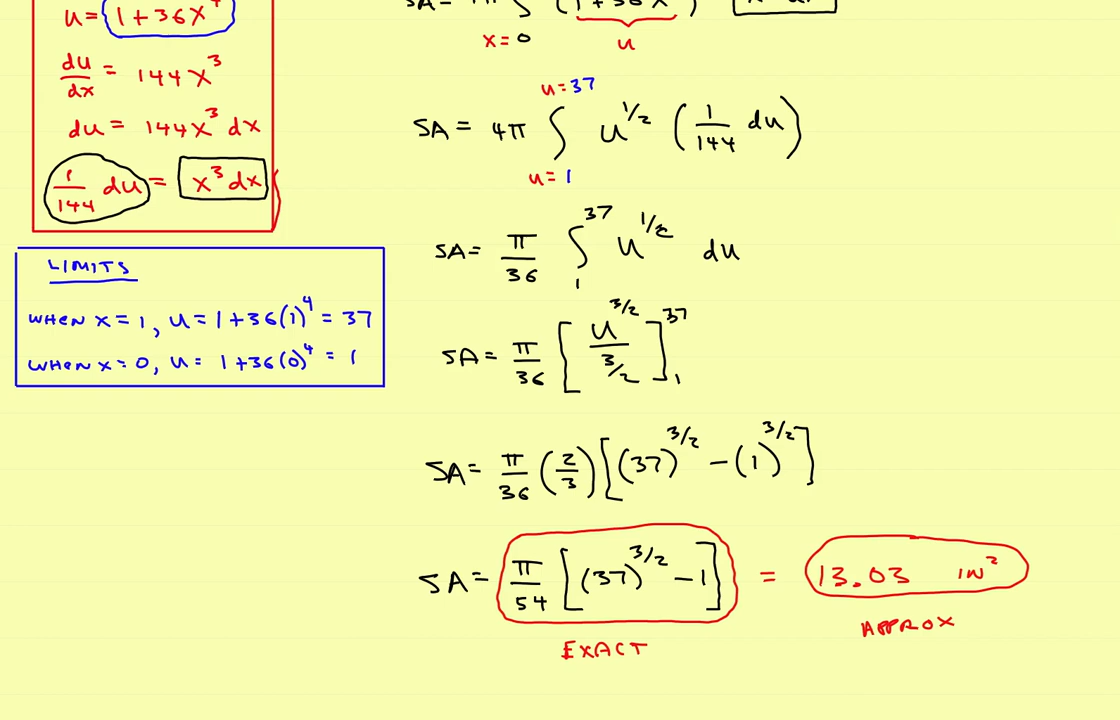 u = 1 + 36x⁴
du/dx = 144x³
du = 144x³ dx
1/144 du = x³ dx
LIMITS
WHEN x = 1, u = 1 + 36(1)⁴ = 37
WHEN x = 0, u = 1 + 36(0)⁴ = 1
x = 0
u
u = 37
SA = 4π ∫ u^1/2 (1/144 du)
u = 1
SA = π/36 ∫₁³⁷ u^1/2 du
SA = π/36 [u^3/2 / 3/2]₁³⁷
SA = π/36 (2/3) [(37)^3/2 − (1)^3/2]
SA = π/54 [(37)^3/2 − 1] = 13.03 IN²
EXACT
APPROX